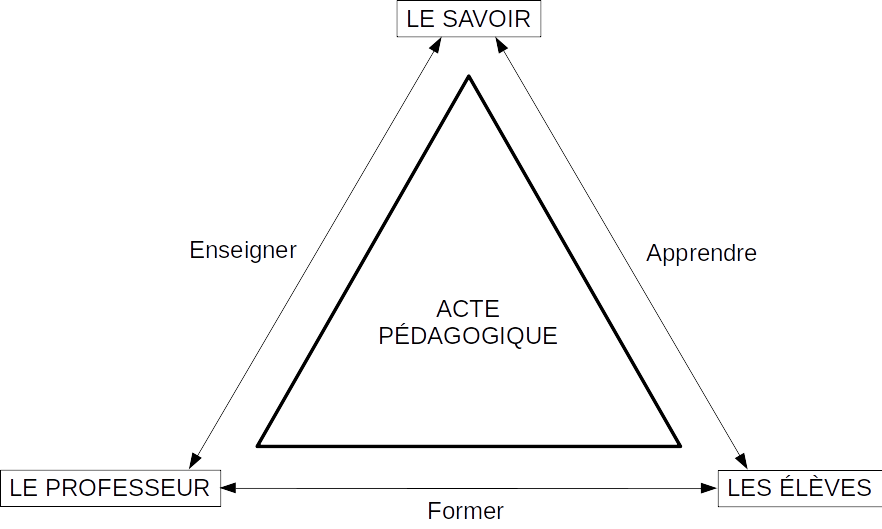 LE SAVOIR
Enseigner
Apprendre
ACTE
PÉDAGOGIQUE
LE PROFESSEUR
LES ÉLÈVES
Former